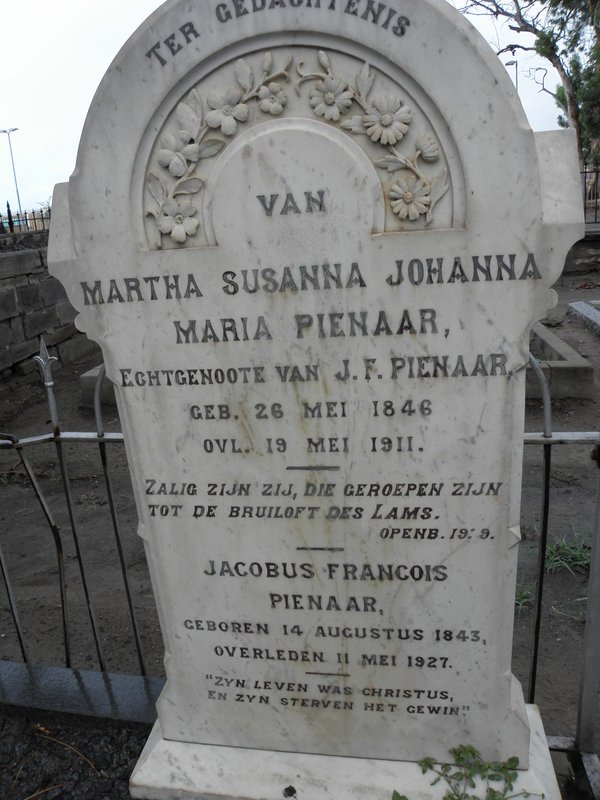 TER GEDACHTENIS
VAN
MARTHA SUSANNA JOHANNA
MARIA PIENAAR,
ECHTGENOOTE VAN J. F. PIENAAR,
GEB. 26 MEI 1846
OVL. 19 MEI 1911.
ZALIG ZIJN ZIJ, DIE GEROEPEN ZIJN
TOT DE BRUILOFT DES LAMS.
OPENB. 19:9.
JACOBUS FRANCOIS
PIENAAR,
GEBOREN 14 AUGUSTUS 1843,
OVERLEDEN 11 MEI 1927.
"ZYN LEVEN WAS CHRISTUS,
EN ZYN STERVEN HET GEWIN."